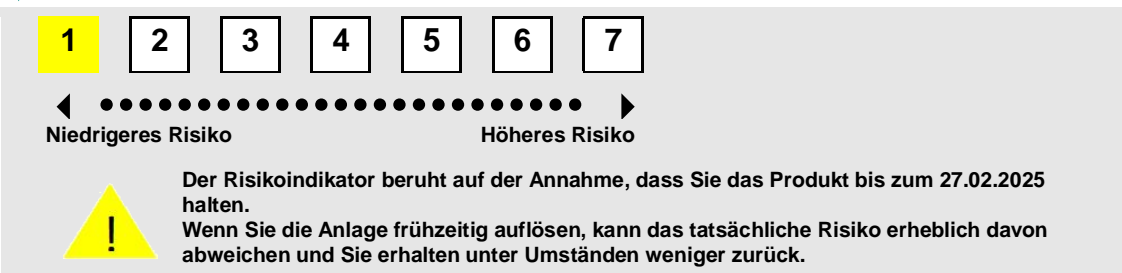 1 2 3 4 5 6 7
Niedrigeres Risiko Höheres Risiko
Der Risikoindikator beruht auf der Annahme, dass Sie das Produkt bis zum 27.02.2025
halten.
Wenn Sie die Anlage frühzeitig auflösen, kann das tatsächliche Risiko erheblich davon
abweichen und Sie erhalten unter Umständen weniger zurück.
!